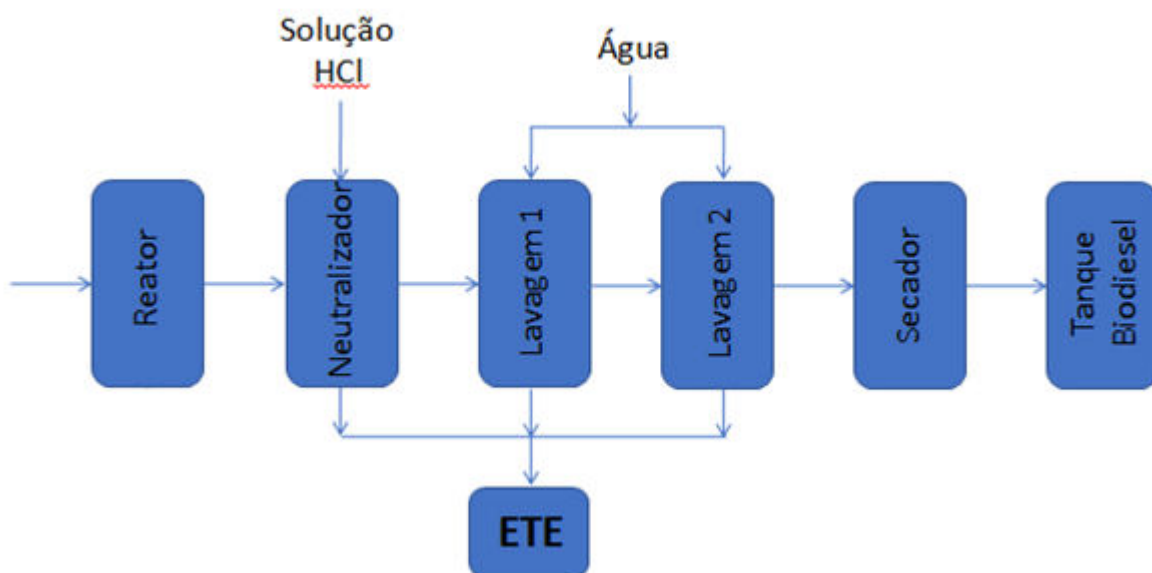 Solução
HCl
Água
Reator
Neutralizador
Lavagem 1
Lavagem 2
Secador
Tanque
Biodiesel
ETE